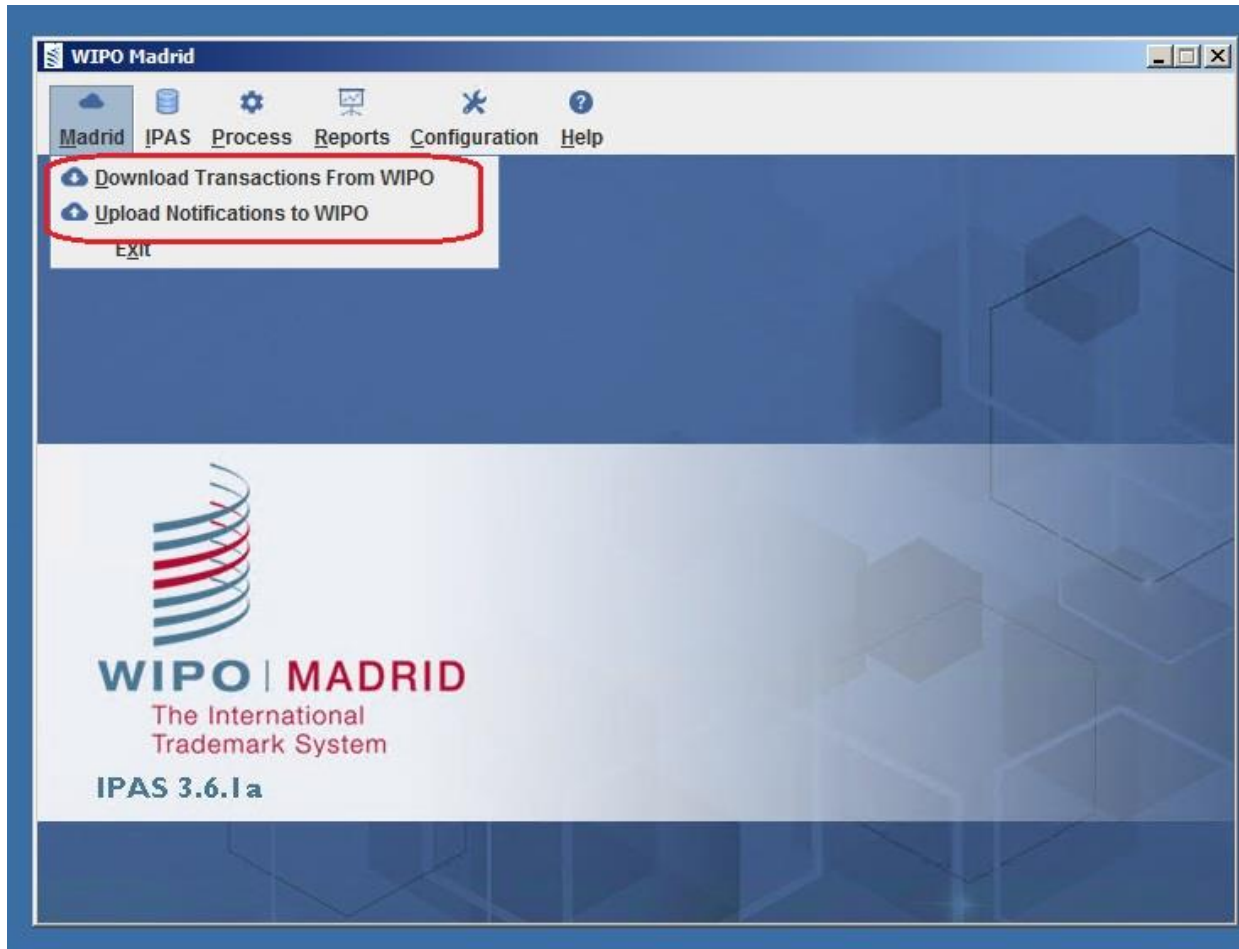 WIPO Madrid
Madrid IPAS Process Reports Configuration Help
Download Transactions From WIPO
Upload Notifications to WIPO
Exit
WIPO | MADRID
The International
Trademark System
IPAS 3.6.1a